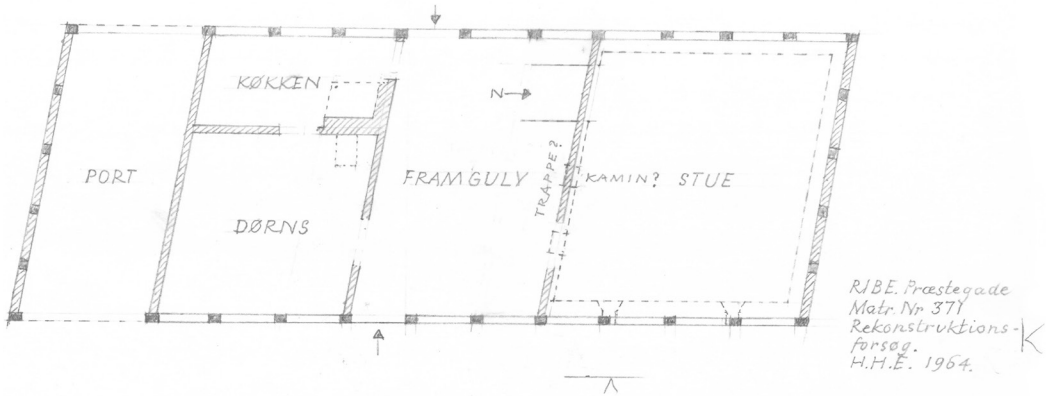 KØKKEN
N
PORT
FRAMGULV
TRAPPE?
KAMIN?
STUE
DØRNS
RIBE. Præstegade
Matr. Nr 371
Rekonstruktions-
forsøg.
H.H.E. 1964.